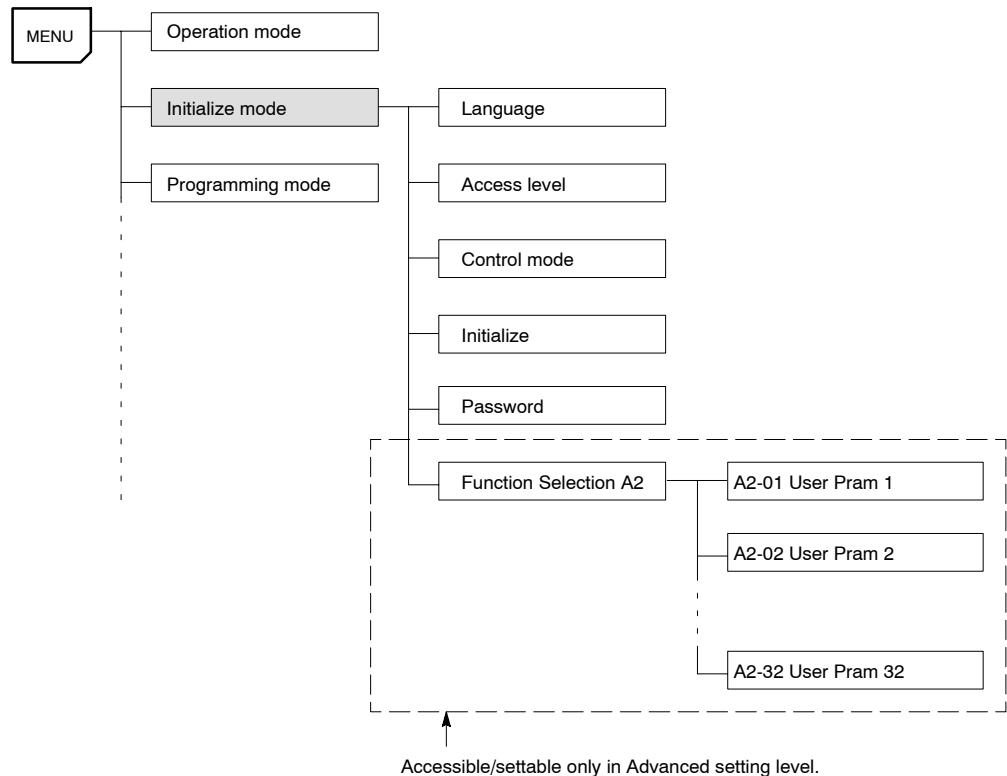 MENU
Operation mode
Initialize mode
Language
Programming mode
Access level
Control mode
Initialize
Password
Function Selection A2
A2-01 User Pram 1
A2-02 User Pram 2
A2-32 User Pram 32
Accessible/settable only in Advanced setting level.